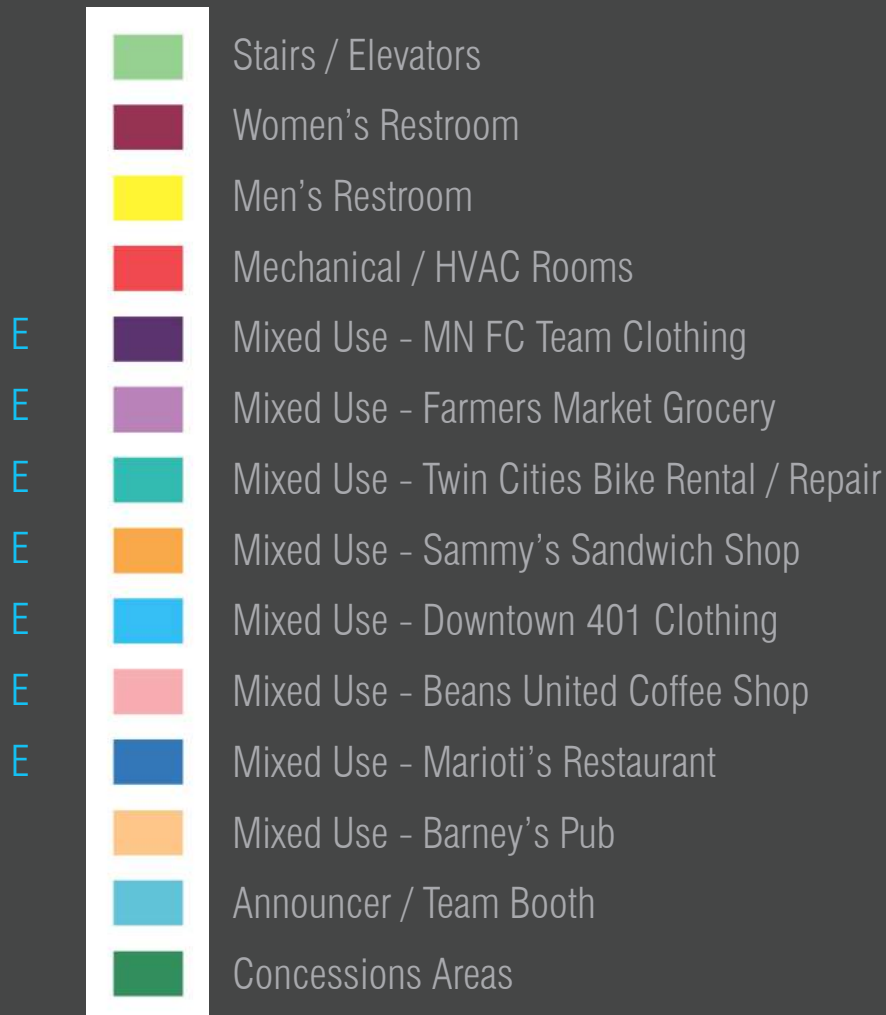 Stairs / Elevators
Women's Restroom
Men's Restroom
Mechanical / HVAC Rooms
E Mixed Use - MN FC Team Clothing
E Mixed Use - Farmers Market Grocery
E Mixed Use - Twin Cities Bike Rental / Repair
E Mixed Use - Sammy's Sandwich Shop
E Mixed Use - Downtown 401 Clothing
E Mixed Use - Beans United Coffee Shop
E Mixed Use - Marioti's Restaurant
Mixed Use - Barney's Pub
Announcer / Team Booth
Concessions Areas